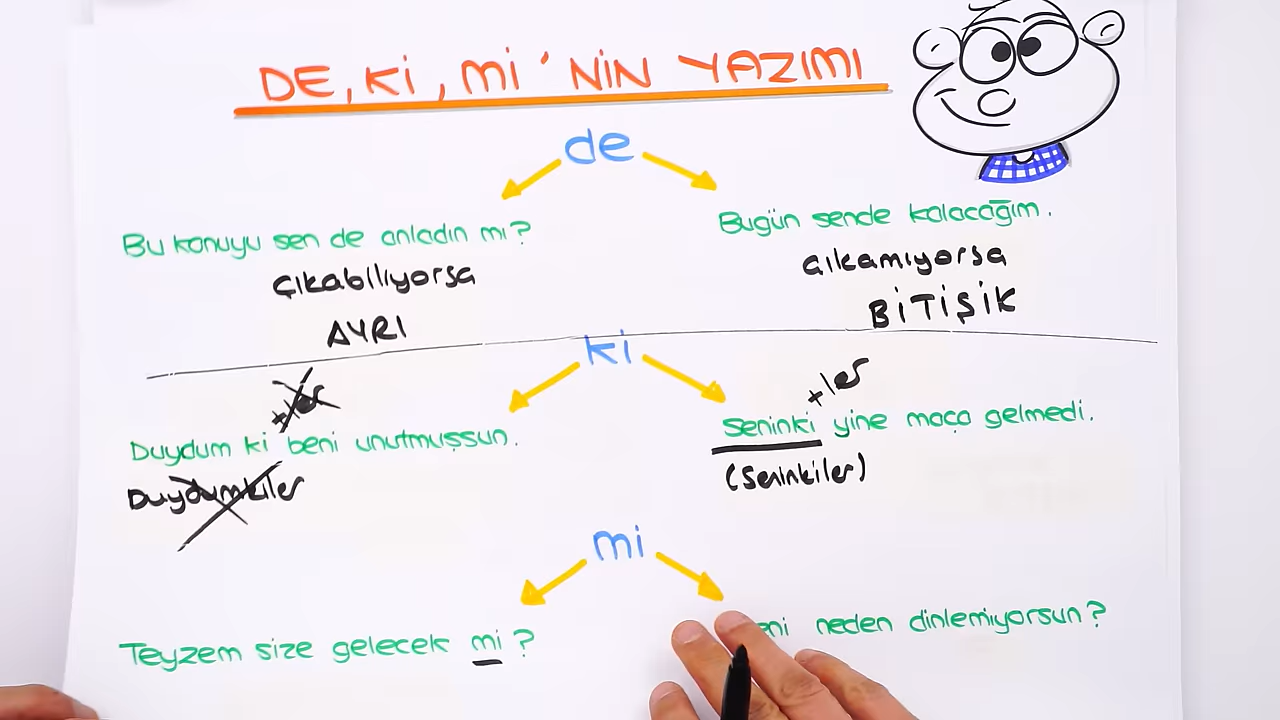 DE, Kİ, Mİ'NİN YAZIMI
de
Bu konuyu sen de anladın mı?
Bugün sende kalacağım.
Çıkabiliyorsa
çıkamıyorsa
AYRI
BİTİŞİK
ki
+ler
+ler
Duydum ki beni unutmuşsun.
Seninki yine maça gelmedi.
Duydumkiler
(Seninkiler)
mi
Teyzem size gelecek mi?
neden dinlemiyorsun?